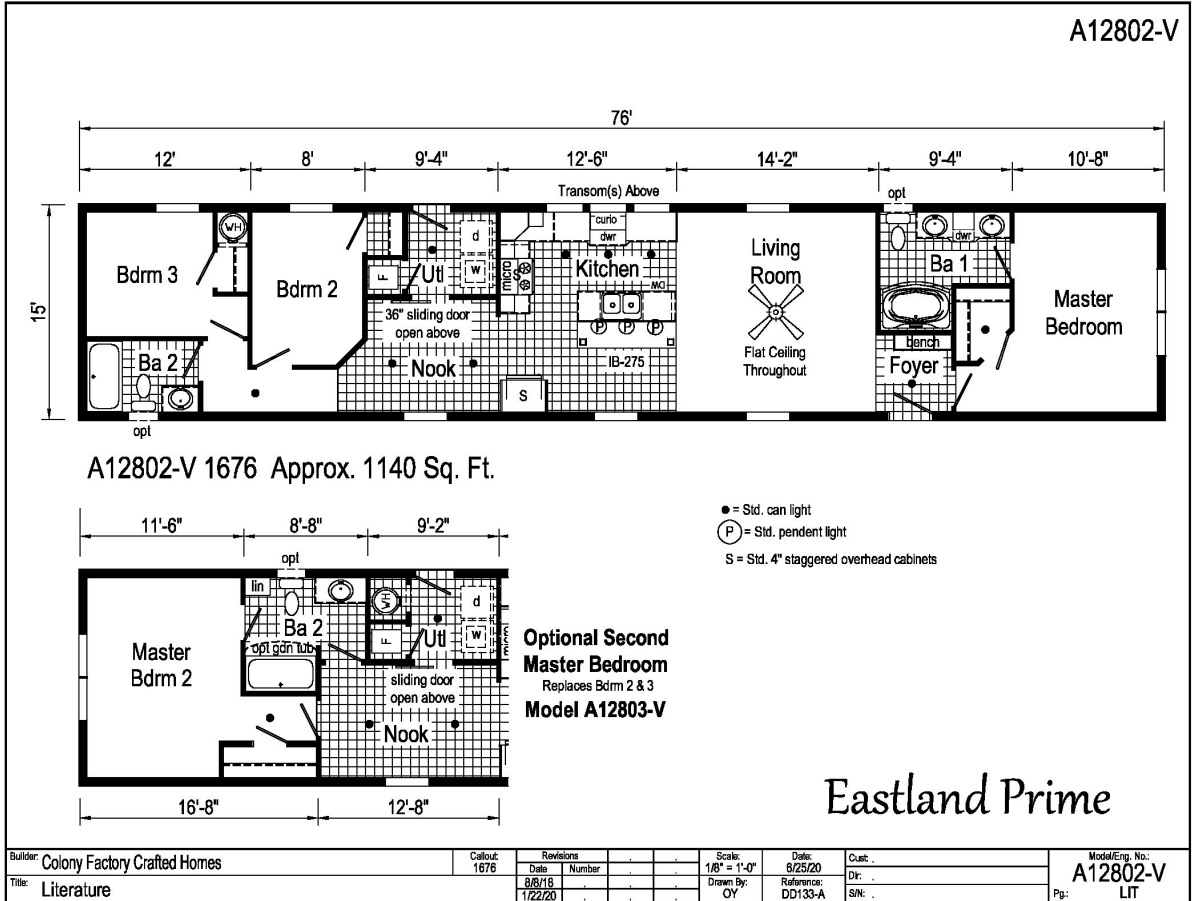 A12802-V
76'
12'
8'
9'-4"
12'-6"
14'-2"
9'-4"
10'-8"
Transom(s) Above
opt
15'
Bdrm 3
WH
Bdrm 2
F
Utl
d
w
micro
S
curio
dwr
Kitchen
DW
P P P
IB-275
36" sliding door
open above
Nook
S
Living
Room
Flat Ceiling
Throughout
dwr
Ba 1
bench
Foyer
Master
Bedroom
Ba 2
opt
A12802-V 1676 Approx. 1140 Sq. Ft.
= Std. can light
P = Std. pendent light
S = Std. 4" staggered overhead cabinets
11'-6"
8'-8"
9'-2"
opt
lin
Ba 2
opt gdn tub
WH
F
Utl
d
w
Master
Bdrm 2
sliding door
open above
Nook
16'-8"
12'-8"
Optional Second
Master Bedroom
Replaces Bdrm 2 & 3
Model A12803-V
Eastland Prime
Builder: Colony Factory Crafted Homes
Title: Literature
Callout:
1676
Revisions
Date Number
8/8/18
1/22/20
Scale:
1/8" = 1'-0"
Drawn By:
OY
Date:
8/25/20
Reference:
DD133-A
Cust: .
Dlr: .
S/N: .
Model/Eng. No.:
A12802-V
Pg.: LIT